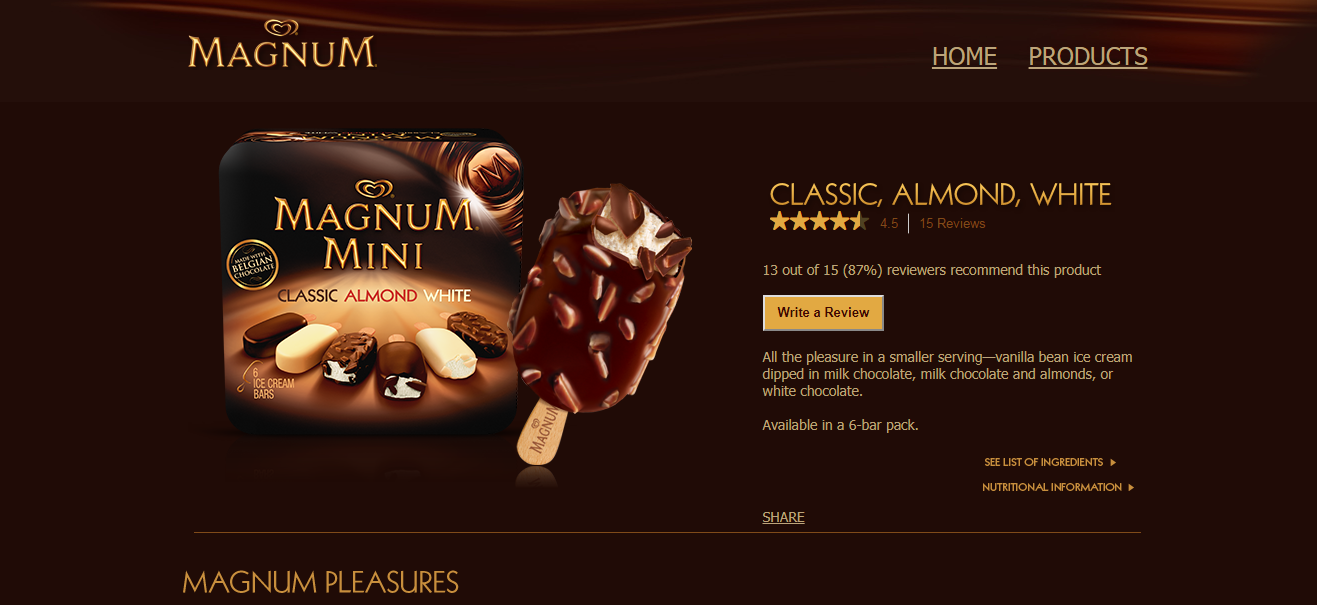 MAGNUM
HOME PRODUCTS
MAGNUM MINI
M
MAGNUM
MINI
MADE WITH
BELGIAN
CHOCOLATE
CLASSIC ALMOND WHITE
6
ICE CREAM
BARS
MAGNUM
CLASSIC, ALMOND, WHITE
4.5 15 Reviews
13 out of 15 (87%) reviewers recommend this product
Write a Review
All the pleasure in a smaller serving—vanilla bean ice cream
dipped in milk chocolate, milk chocolate and almonds, or
white chocolate.
Available in a 6-bar pack.
SEE LIST OF INGREDIENTS
NUTRITIONAL INFORMATION
SHARE
MAGNUM PLEASURES